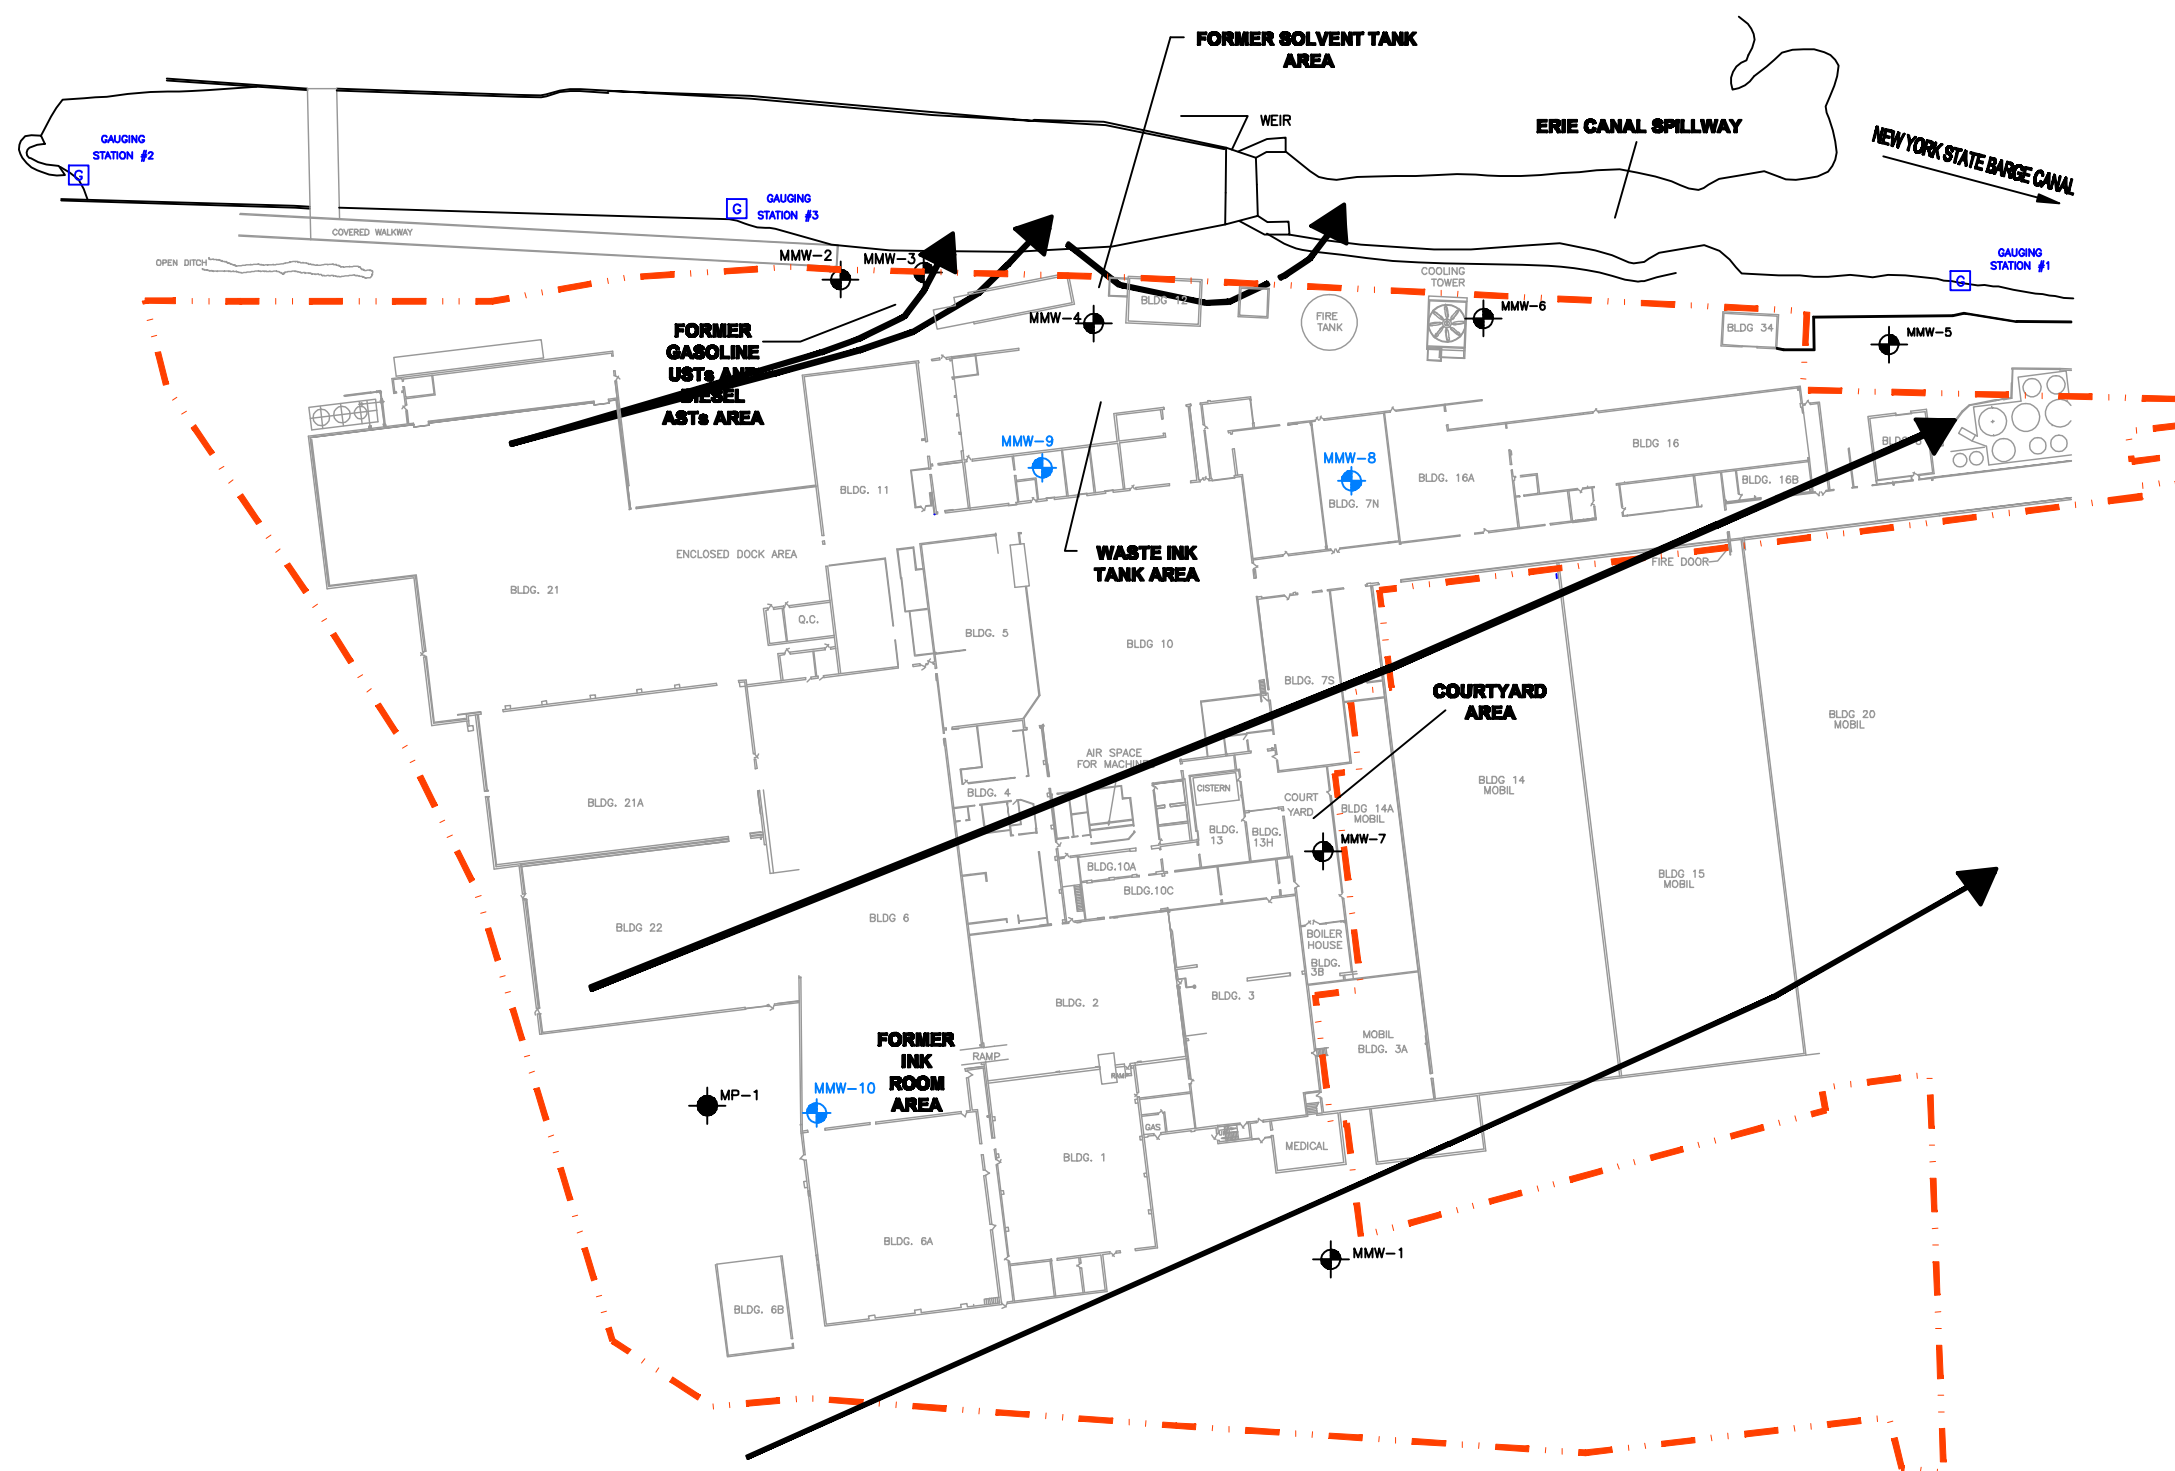 FORMER SOLVENT TANK
AREA
WEIR
ERIE CANAL SPILLWAY
NEW YORK STATE BARGE CANAL
GAUGING
STATION #2
G
GAUGING
STATION #3
G
COVERED WALKWAY
OPEN DITCH
MMW-2
MMW-3
GAUGING
STATION #1
G
COOLING
TOWER
BLDG 12
MMW-4
FIRE
TANK
MMW-6
BLDG 34
MMW-5
FORMER
GASOLINE
USTs AND
DIESEL
ASTs AREA
MMW-9
MMW-8
BLDG 16
BLDG. 11
BLDG. 7N
BLDG 16A
BLDG 16B
ENCLOSED DOCK AREA
WASTE INK
TANK AREA
FIRE DOOR
BLDG. 21
Q.C.
BLDG. 5
BLDG 10
BLDG. 7S
COURTYARD
AREA
BLDG 20
MOBIL
AIR SPACE
FOR MACHINE
BLDG. 4
CISTERN
COURT
YARD
BLDG 14
MOBIL
BLDG. 21A
BLDG 14A
MOBIL
BLDG.
13
BLDG.
13H
MMW-7
BLDG.10A
BLDG.10C
BLDG 15
MOBIL
BLDG 22
BLDG 6
BOILER
HOUSE
BLDG.
3B
BLDG. 2
BLDG. 3
MOBIL
BLDG. 3A
FORMER
INK
ROOM
AREA
RAMP
MP-1
MMW-10
GAS
MEDICAL
BLDG. 1
BLDG. 6A
MMW-1
BLDG. 6B